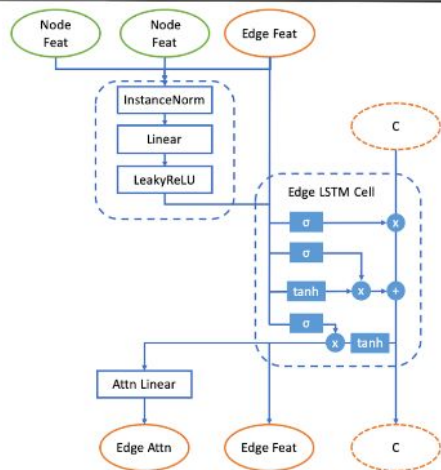 Node
Feat
Node
Feat
Edge Feat
InstanceNorm
Linear
LeakyReLU
C
Edge LSTM Cell
σ
x
σ
tanh
x
+
σ
x
tanh
Attn Linear
Edge Attn
Edge Feat
C